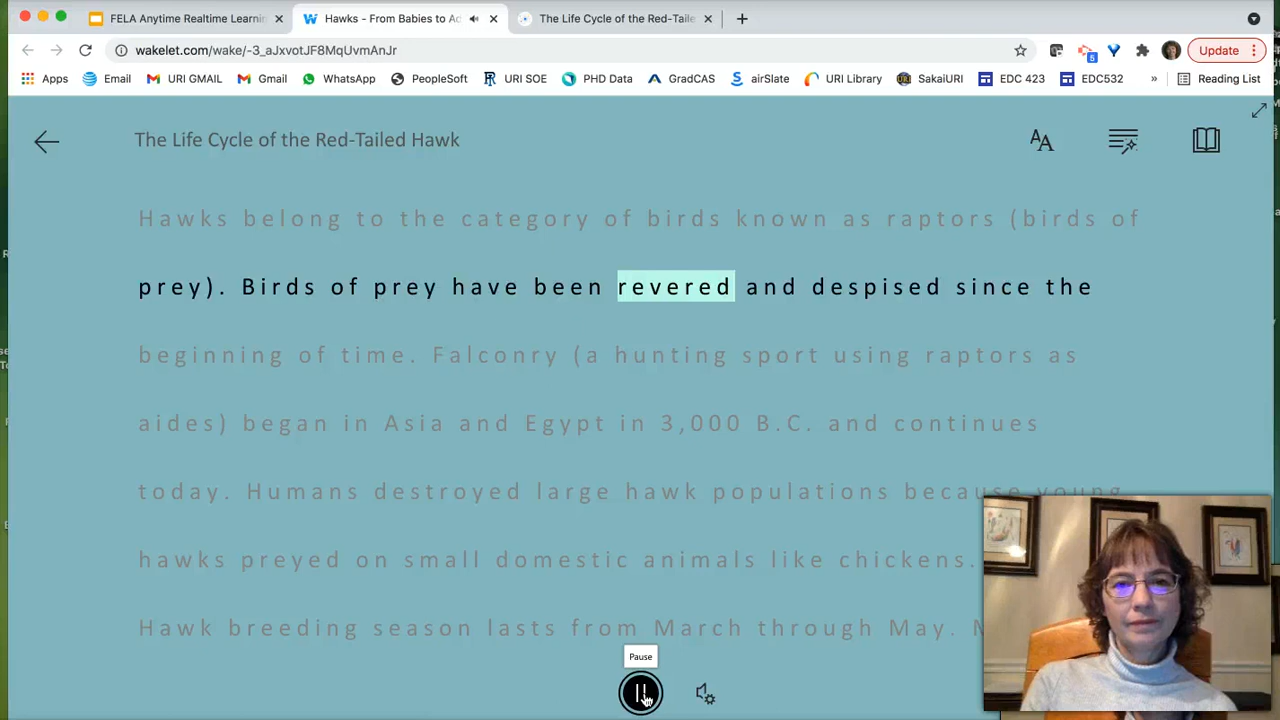 FELA Anytime Realtime Learnin
Hawks - From Babies to Ad
The Life Cycle of the Red-Taile
wakelet.com/wake/-3_aJxvotJF8MqUvmAnJr
5
Update
Apps
Email
URI GMAIL
Gmail
WhatsApp
PeopleSoft
URI SOE
PHD Data
GradCAS
airSlate
URI Library
SakaiURI
EDC 423
EDC532
»
Reading List
The Life Cycle of the Red-Tailed Hawk
AA
Hawks belong to the category of birds known as raptors (birds of
prey). Birds of prey have been revered and despised since the
beginning of time. Falconry (a hunting sport using raptors as
aides) began in Asia and Egypt in 3,000 B.C. and continues
today. Humans destroyed large hawk populations because young
hawks preyed on small domestic animals like chickens.
Hawk breeding season lasts from March through May.
Pause